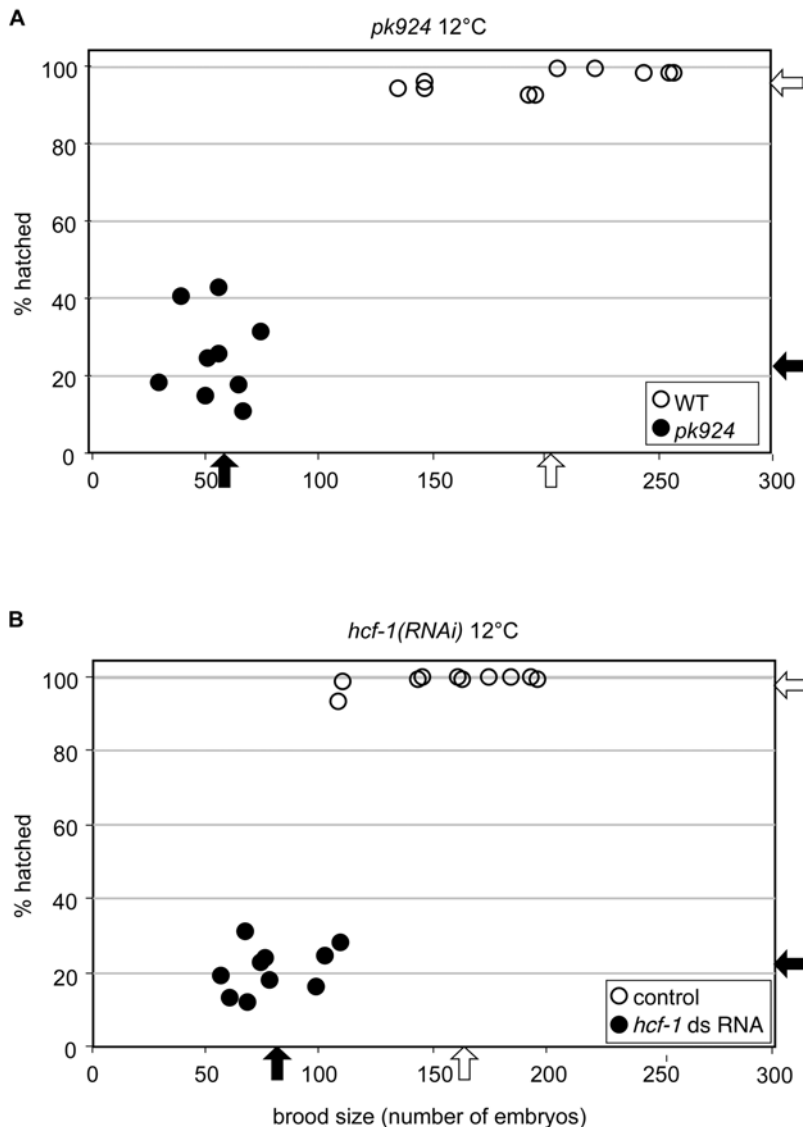 A
pk924 12°C
% hatched
100
80
60
40
20
0
WT
pk924
0 50 100 150 200 250 300
B
hcf-1(RNAi) 12°C
% hatched
100
80
60
40
20
0
control
hcf-1 ds RNA
0 50 100 150 200 250 300
brood size (number of embryos)